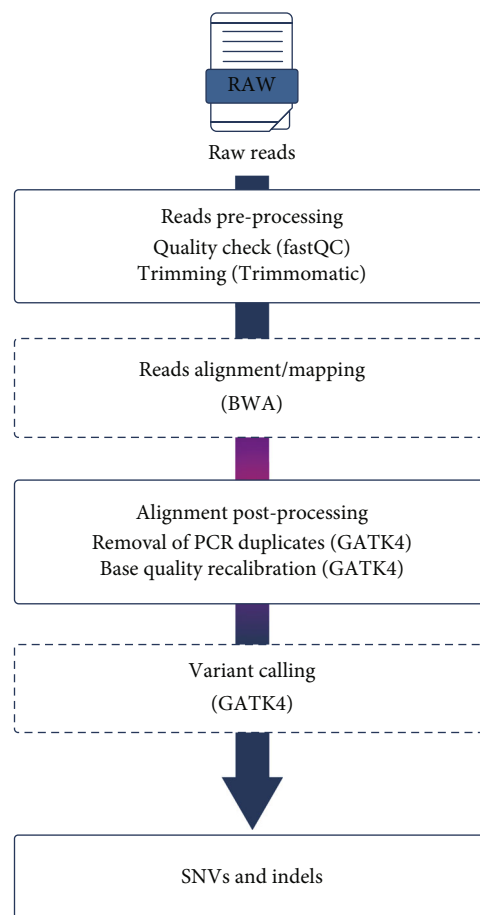 RAW
Raw reads
Reads pre-processing
Quality check (fastQC)
Trimming (Trimmomatic)
Reads alignment/mapping
(BWA)
Alignment post-processing
Removal of PCR duplicates (GATK4)
Base quality recalibration (GATK4)
Variant calling
(GATK4)
SNVs and indels